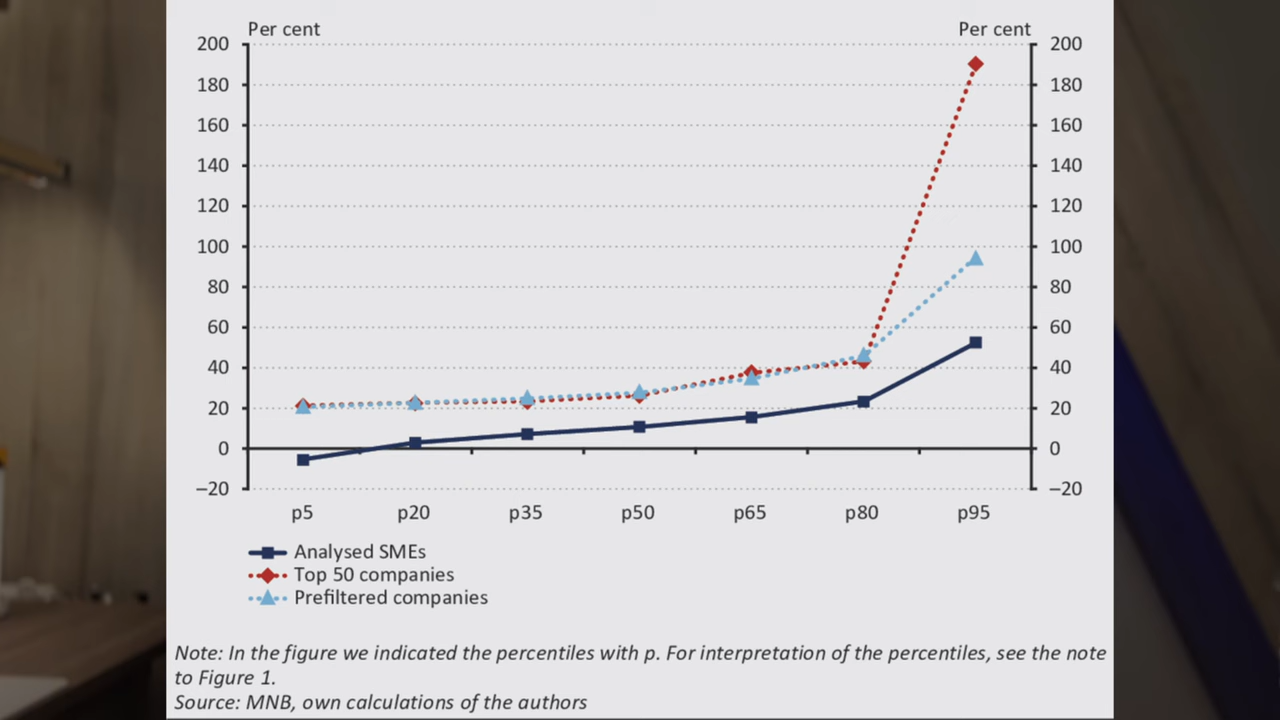 Per cent Per cent
200 200
180 180
160 160
140 140
120 120
100 100
80 80
60 60
40 40
20 20
0 0
–20 –20
p5 p20 p35 p50 p65 p80 p95
Analysed SMEs
Top 50 companies
Prefiltered companies
Note: In the figure we indicated the percentiles with p. For interpretation of the percentiles, see the note
to Figure 1.
Source: MNB, own calculations of the authors